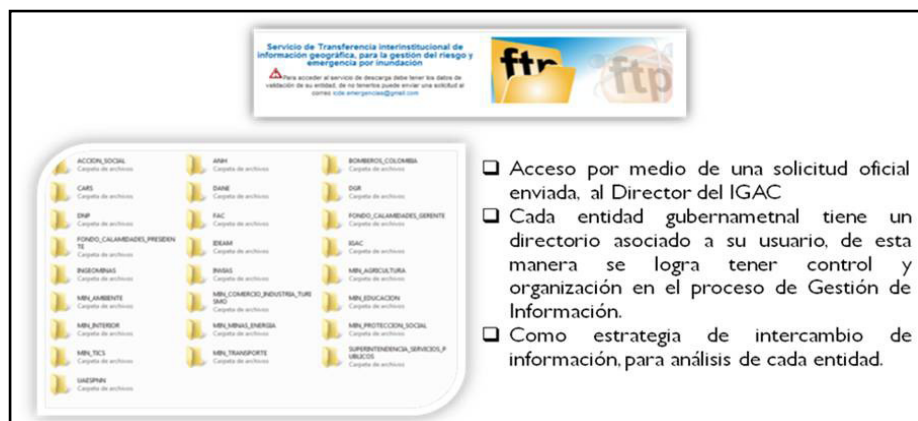 Servicio de Transferencia interinstitucional de
información geográfica, para la gestión del riesgo y
emergencia por inundación
Para acceder al servicio de descarga debe tener los datos de
validación de su entidad, de no tenerlos puede enviar una solicitud al
correo icde.emergencias@gmail.com
ftp
ftp
ACCION_SOCIAL
Carpeta de archivos
ANH
Carpeta de archivos
BOMBEROS_COLOMBIA
Carpeta de archivos
CARS
Carpeta de archivos
DANE
Carpeta de archivos
DGR
Carpeta de archivos
DNP
Carpeta de archivos
FAC
Carpeta de archivos
FONDO_CALAMIDADES_GERENTE
Carpeta de archivos
FONDO_CALAMIDADES_PRESIDEN
TE
Carpeta de archivos
IDEAM
Carpeta de archivos
IGAC
Carpeta de archivos
INGEOMINAS
Carpeta de archivos
INVIAS
Carpeta de archivos
MIN_AGRICULTURA
Carpeta de archivos
MIN_AMBIENTE
Carpeta de archivos
MIN_COMERCIO_INDUSTRIA_TURI
SMO
Carpeta de archivos
MIN_EDUCACION
Carpeta de archivos
MIN_INTERIOR
Carpeta de archivos
MIN_MINAS_ENERGIA
Carpeta de archivos
MIN_PROTECCION_SOCIAL
Carpeta de archivos
MIN_TICS
Carpeta de archivos
MIN_TRANSPORTE
Carpeta de archivos
SUPERINTENDENCIA_SERVICIOS_P
UBLICOS
Carpeta de archivos
UAESPNN
Carpeta de archivos
Acceso por medio de una solicitud oficial
enviada, al Director del IGAC
Cada entidad gubernametnal tiene un
directorio asociado a su usuario, de esta
manera se logra tener control y
organización en el proceso de Gestión de
Información.
Como estrategia de intercambio de
información, para análisis de cada entidad.